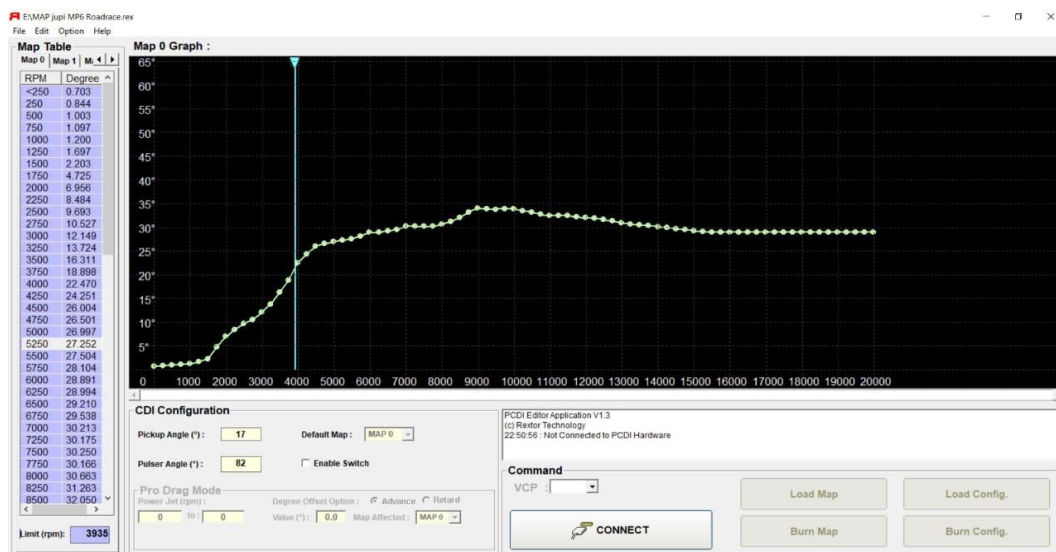 E:\MAP jupi MP6 Roadrace.rex
File Edit Option Help
Map Table
Map 0 Map 1 M
RPM Degree
<250 0.703
250 0.844
500 1.003
750 1.097
1000 1.200
1250 1.697
1500 2.203
1750 4.725
2000 6.956
2250 8.484
2500 9.693
2750 10.527
3000 12.149
3250 13.724
3500 16.311
3750 18.898
4000 22.470
4250 24.251
4500 26.004
4750 26.501
5000 26.997
5250 27.252
5500 27.504
5750 28.104
6000 28.891
6250 28.994
6500 29.210
6750 29.538
7000 30.213
7250 30.175
7500 30.250
7750 30.166
8000 30.663
8250 31.263
8500 32.050
Limit (rpm): 3935
Map 0 Graph :
65°
60°
55°
50°
45°
40°
35°
30°
25°
20°
15°
10°
5°
0 1000 2000 3000 4000 5000 6000 7000 8000 9000 10000 11000 12000 13000 14000 15000 16000 17000 18000 19000 20000
CDI Configuration
Pickup Angle (°) : 17 Default Map : MAP 0
Pulser Angle (°) : 82 Enable Switch
Pro Drag Mode
Power Jet (rpm) : Degree Offset Option : Advance Retard
0 to : 0 Value (°) : 0.0 Map Affected : MAP 0
PCDI Editor Application V1.3
(c) Rextor Technology
22:50:56 : Not Connected to PCDI Hardware
Command
VCP :
CONNECT
Load Map Load Config.
Burn Map Burn Config.